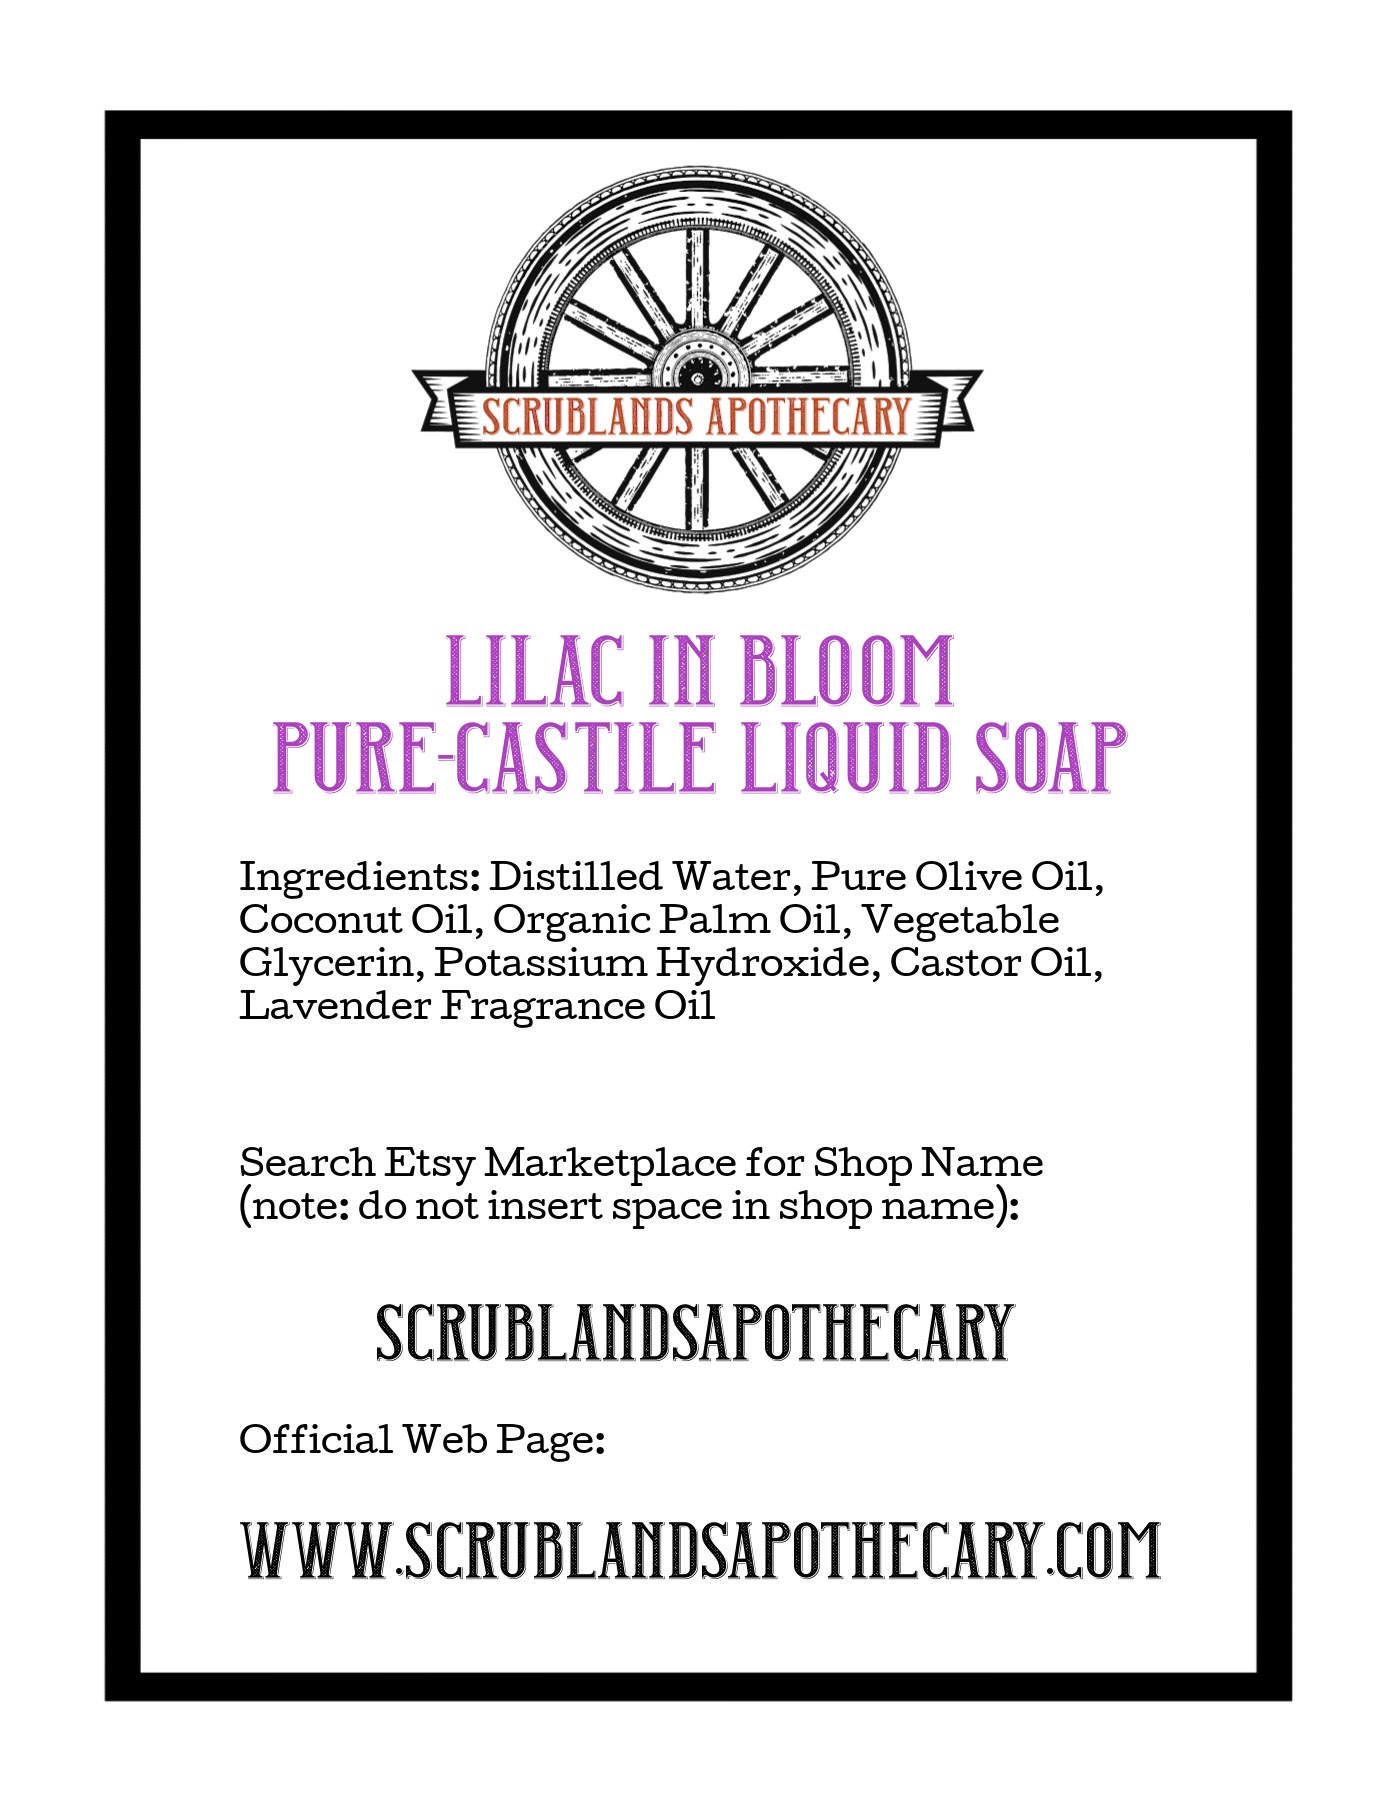 SCRUBLANDS APOTHECARY
LILAC IN BLOOM
PURE-CASTILE LIQUID SOAP
Ingredients: Distilled Water, Pure Olive Oil,
Coconut Oil, Organic Palm Oil, Vegetable
Glycerin, Potassium Hydroxide, Castor Oil,
Lavender Fragrance Oil
Search Etsy Marketplace for Shop Name
(note: do not insert space in shop name):
SCRUBLANDSAPOTHECARY
Official Web Page:
WWW.SCRUBLANDSAPOTHECARY.COM